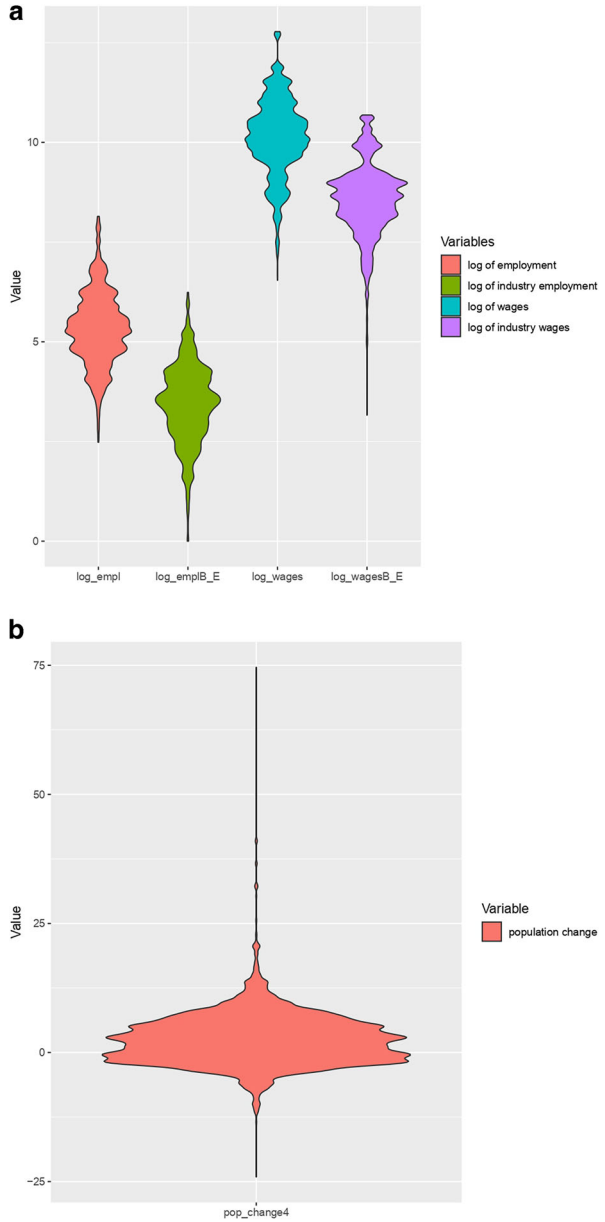 a
10
5
0
Value
log_empl
log_emplB_E
log_wages
log_wagesB_E
Variables
log of employment
log of industry employment
log of wages
log of industry wages
b
75
50
25
0
−25
Value
pop_change4
Variable
population change